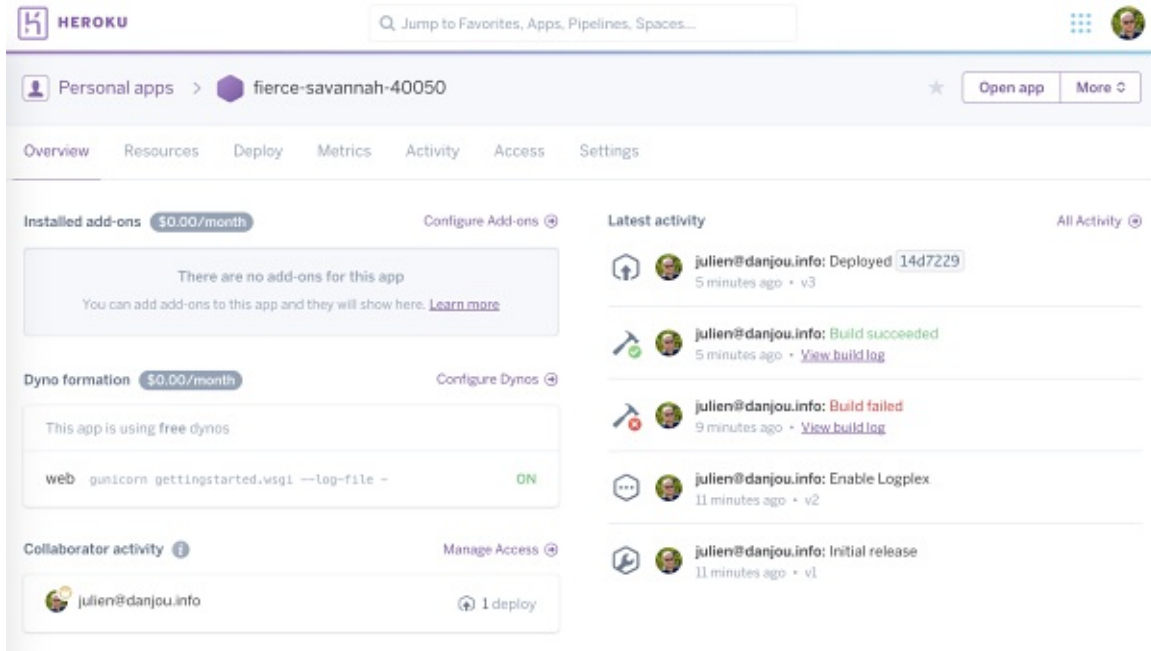 HEROKU
Jump to Favorites, Apps, Pipelines, Spaces...
Personal apps > fierce-savannah-40050
Open app
More
Overview Resources Deploy Metrics Activity Access Settings
Installed add-ons $0.00/month Configure Add-ons
There are no add-ons for this app
You can add add-ons to this app and they will show here. Learn more
Dyno formation $0.00/month Configure Dynos
This app is using free dynos
web gunicorn gettingstarted.wsgi --log-file - ON
Collaborator activity Manage Access
julien@danjou.info 1 deploy
Latest activity All Activity
julien@danjou.info: Deployed 14d7229
5 minutes ago • v3
julien@danjou.info: Build succeeded
5 minutes ago • View build log
julien@danjou.info: Build failed
9 minutes ago • View build log
julien@danjou.info: Enable Logplex
11 minutes ago • v2
julien@danjou.info: Initial release
11 minutes ago • v1